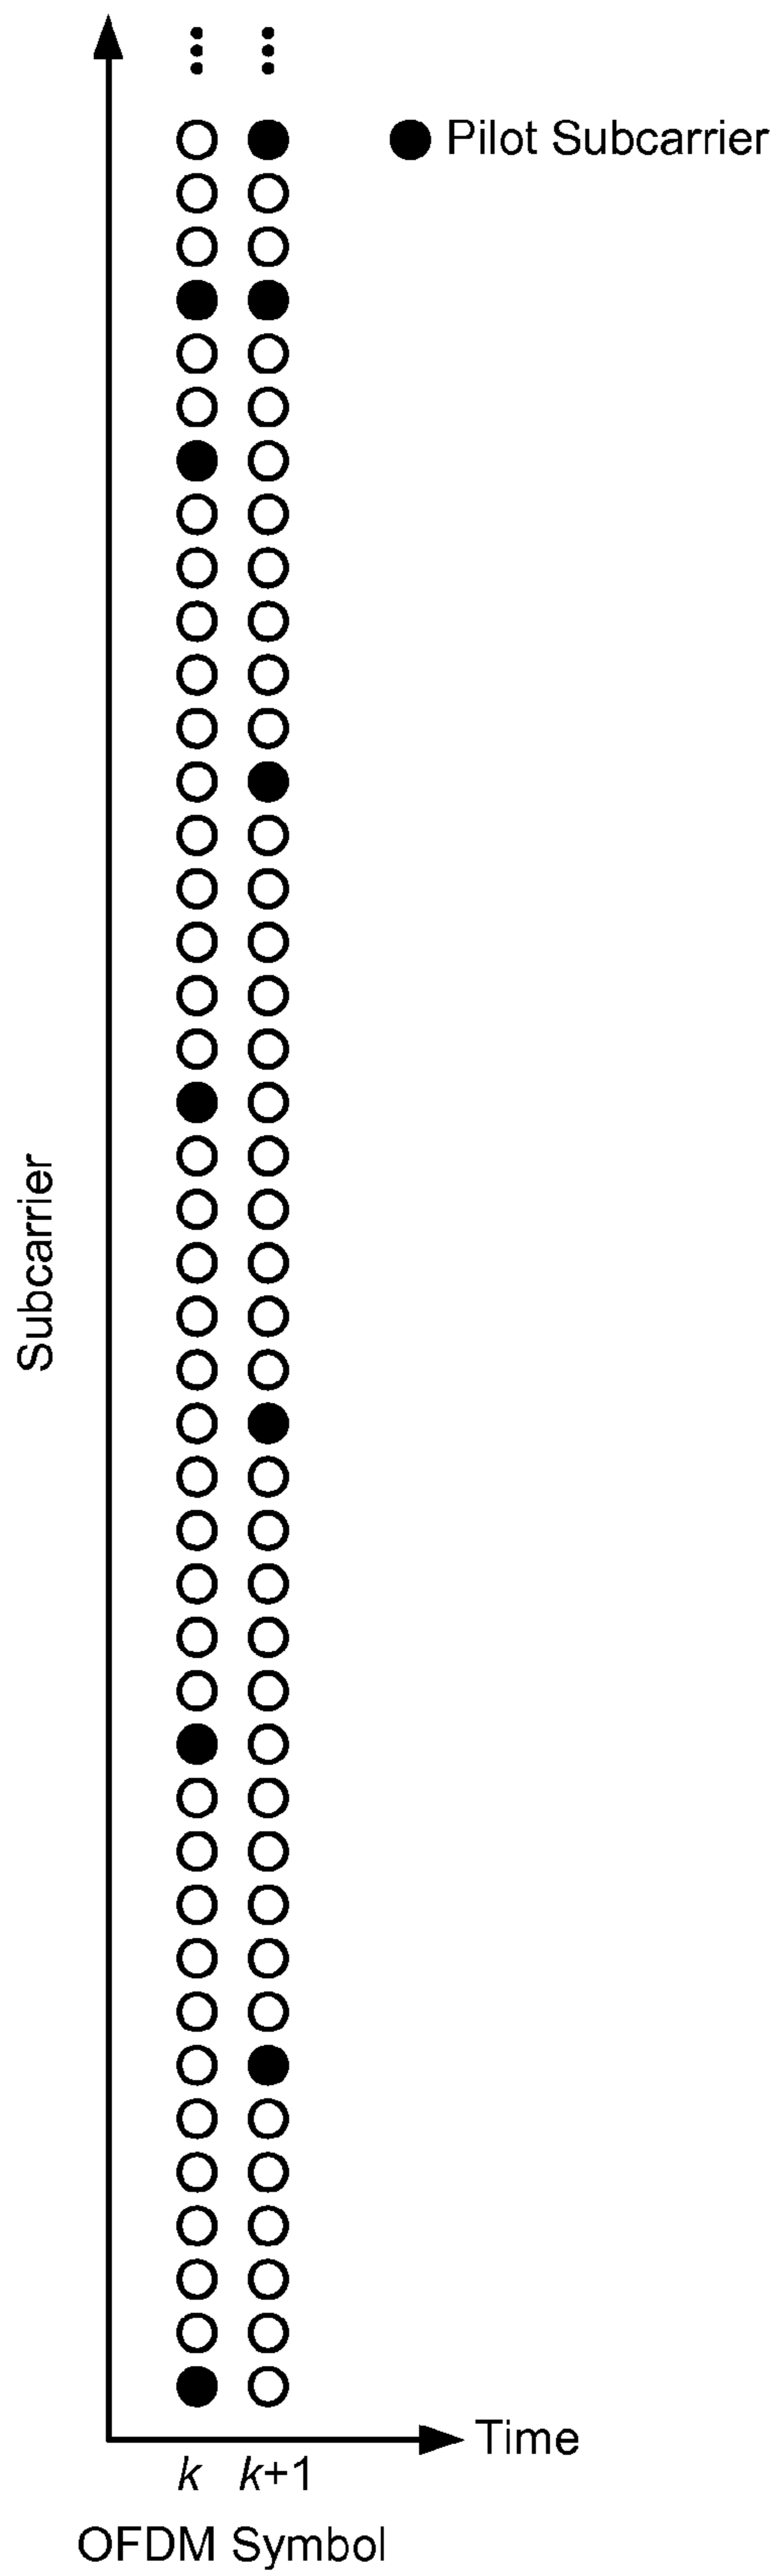 Pilot Subcarrier
Subcarrier
Time
k k+1
OFDM Symbol